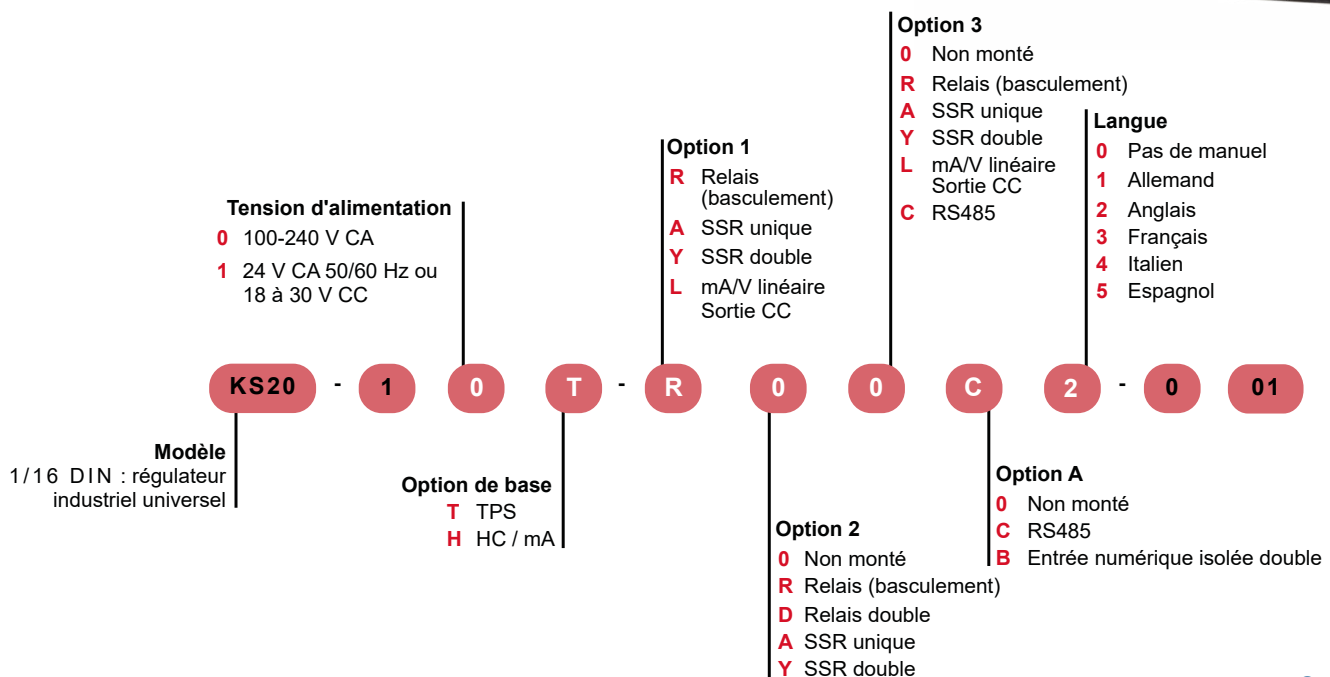 Option 3
0 Non monté
R Relais (basculement)
A SSR unique
Y SSR double
L mA/V linéaire
Sortie CC
C RS485
Langue
0 Pas de manuel
1 Allemand
2 Anglais
3 Français
4 Italien
5 Espagnol
Option 1
R Relais
(basculement)
A SSR unique
Y SSR double
L mA/V linéaire
Sortie CC
Tension d'alimentation
0 100-240 V CA
1 24 V CA 50/60 Hz ou
18 à 30 V CC
KS20 - 1 0 T - R 0 0 C 2 - 0 01
Modèle
1/16 DIN : régulateur
industriel universel
Option de base
T TPS
H HC / mA
Option 2
0 Non monté
R Relais (basculement)
D Relais double
A SSR unique
Y SSR double
Option A
0 Non monté
C RS485
B Entrée numérique isolée double